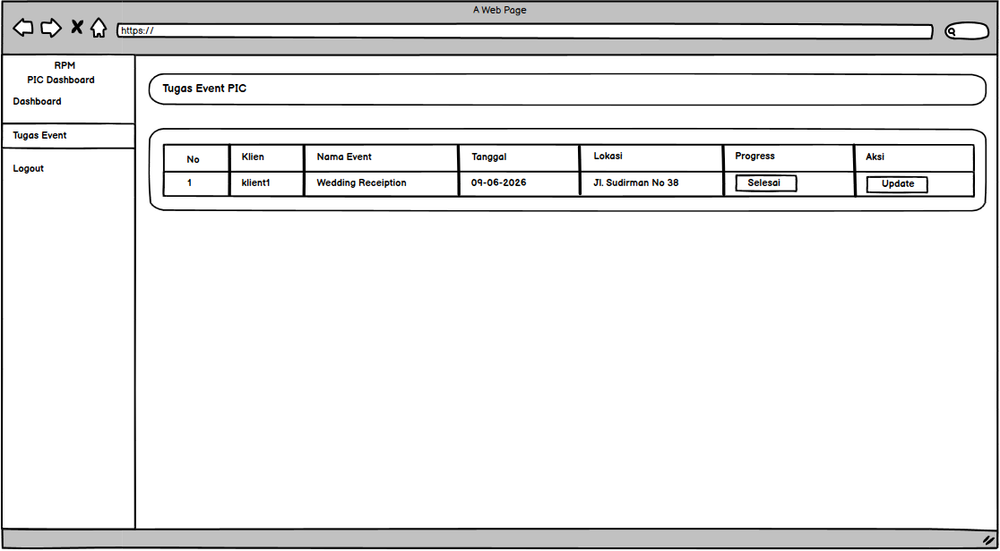 A Web Page
https://
RPM
PIC Dashboard
Dashboard
Tugas Event
Logout
Tugas Event PIC
No Klien Nama Event Tanggal Lokasi Progress Aksi
1 klient1 Wedding Receiption 09-06-2026 Jl. Sudirman No 38 Selesai Update